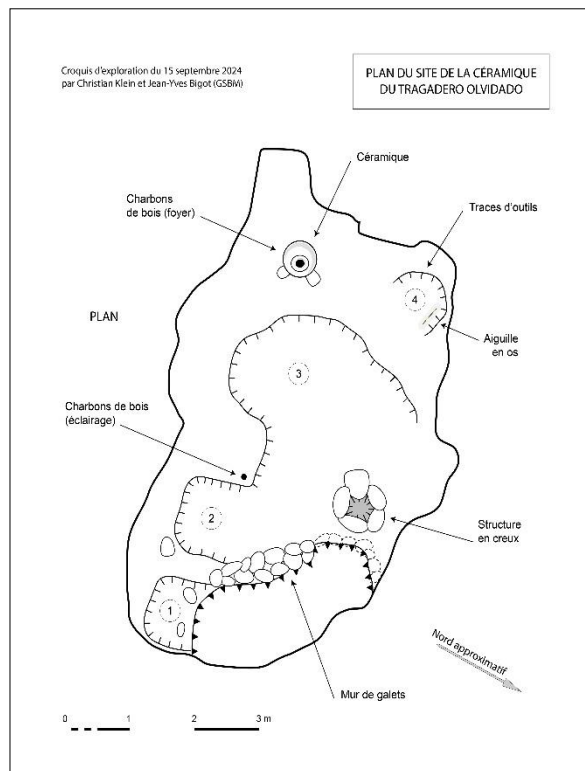 Croquis d'exploration du 15 septembre 2024
par Christian Klein et Jean-Yves Bigot (GSBM)
PLAN DU SITE DE LA CÉRAMIQUE
DU TRAGADERO OLVIDADO
Céramique
Charbons
de bois (foyer)
Traces d'outils
4
PLAN
Aiguille
en os
3
Charbons de bois
(éclairage)
2
Structure
en creux
1
Nord approximatif
Mur de galets
0 1 2 3 m